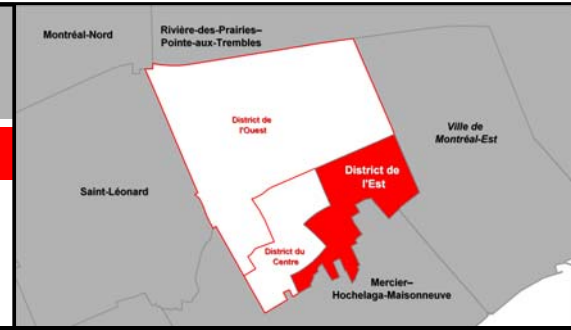 Montréal-Nord
Rivière-des-Prairies–
Pointe-aux-Trembles
District de
l'Ouest
Ville de
Montréal-Est
Saint-Léonard
District de
l'Est
District du
Centre
Mercier–
Hochelaga-Maisonneuve